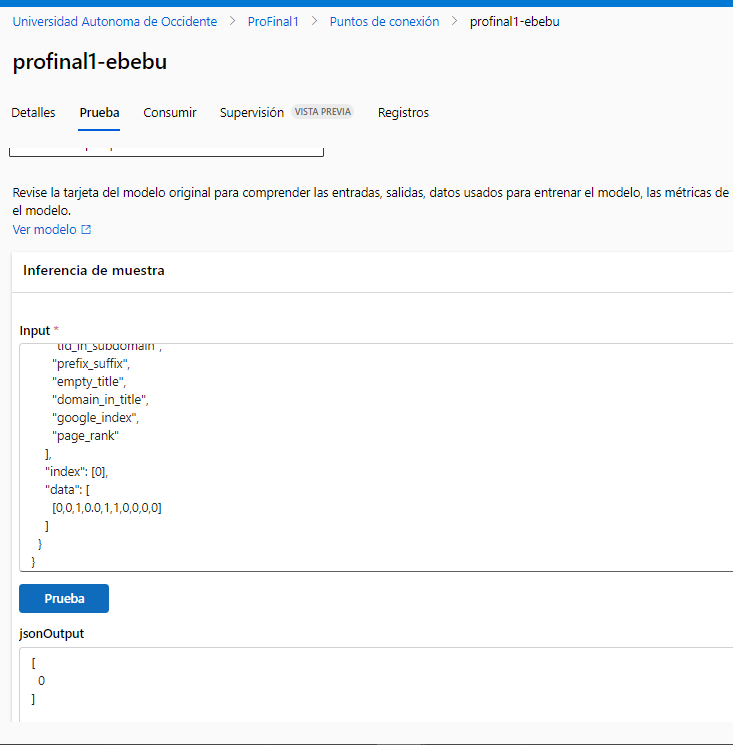 Universidad Autonoma de Occidente > ProFinal1 > Puntos de conexión > profinal1-ebebu
profinal1-ebebu
Detalles Prueba Consumir Supervisión VISTA PREVIA Registros
Revise la tarjeta del modelo original para comprender las entradas, salidas, datos usados para entrenar el modelo, las métricas de
el modelo.
Ver modelo
Inferencia de muestra
Input *
"tld_in_subdomain",
"prefix_suffix",
"empty_title",
"domain_in_title",
"google_index",
"page_rank"
],
"index": [0],
"data": [
[0,0,1,0.0,1,1,0,0,0,0]
]
}
}
Prueba
jsonOutput
[
0
]